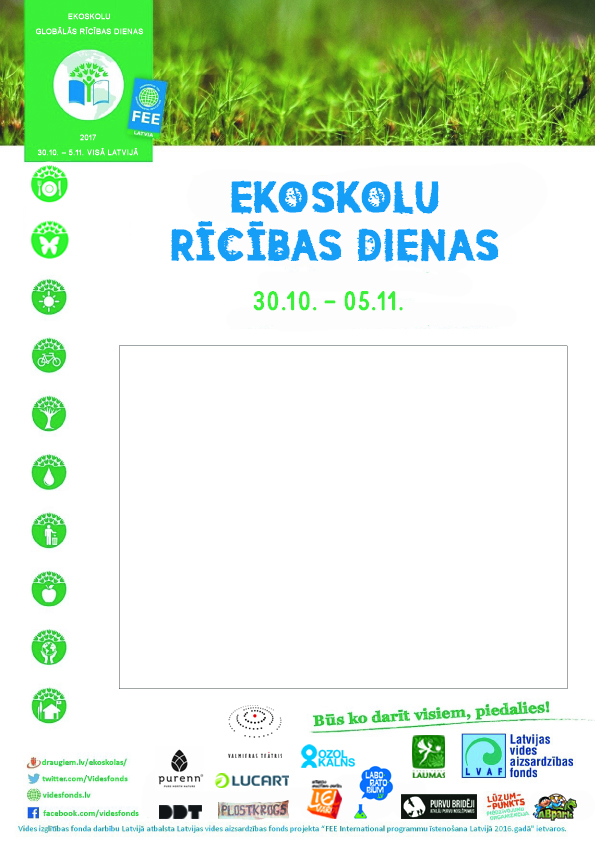 EKOSKOLU
GLOBĀLĀS RĪCĪBAS DIENAS
FEE
LATVIA
2017
30.10. – 5.11. VISĀ LATVIJĀ
EKOSKOLU
RĪCĪBAS DIENAS
30.10. – 05.11.
Būs ko darīt visiem, piedalies!
VALMIERAS TEĀTRIS
draugiem.lv/ekoskolas/
twitter.com/Videsfonds
videsfonds.lv
facebook.com/videsfonds
purenn
LUCART
DDT
PLOSTKROGS
OZOL
KALNS
LABO
RATO
RIUM
LAUMAS
LVAF
Latvijas
vides
aizsardzības
fonds
PURVU BRIDĒJI
ATKLĀJ PURVU NOSLĒPUMUS
LŪZUM-
PUNKTS
ABpark
Vides izglītības fonda darbību Latvijā atbalsta Latvijas vides aizsardzības fonds projekta "FEE International programmu īstenošana Latvijā 2016.gadā" ietvaros.